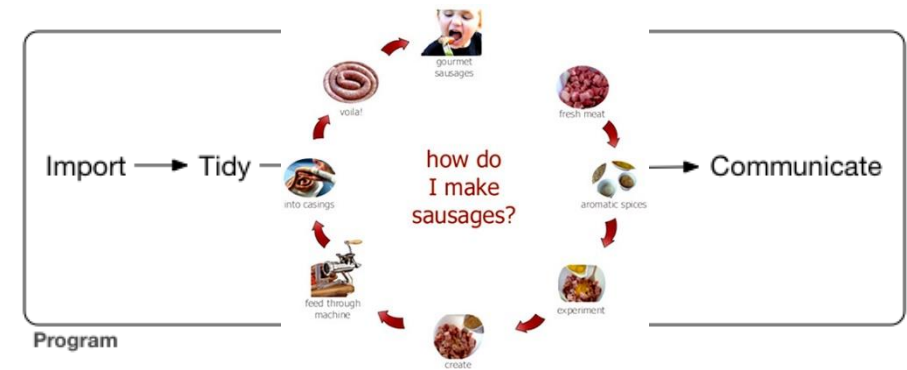 Import
Tidy
how do
I make
sausages?
fresh meat
aromatic spices
experiment
create
feed through
machine
into casings
voila!
gourmet
sausages
Communicate
Program